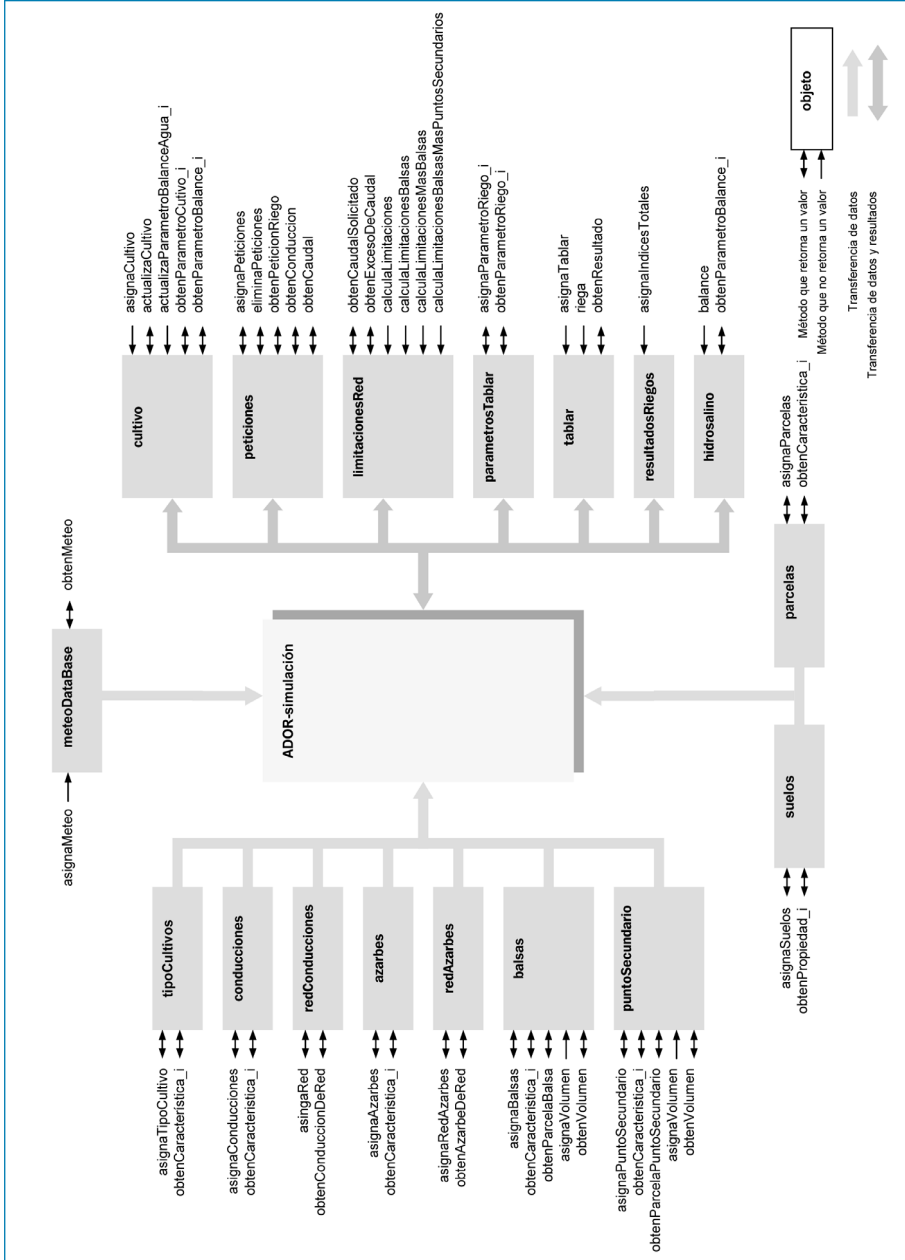 asignaMeteo
meteoDataBase
obtenMeteo
asignaTipoCultivo
obtenCaracteristica_i
tipoCultivos
asignaConducciones
obtenCaracteristica_i
conducciones
asingaRed
obtenConduccionDeRed
redConducciones
asignaAzarbes
obtenCaracteristica_i
azarbes
asignaRedAzarbes
obtenAzarbeDeRed
redAzarbes
asignaBalsas
obtenCaracteristica_i
obtenParcelaBalsa
asignaVolumen
obtenVolumen
balsas
asignaPuntoSecundario
obtenCaracteristica_i
obtenParcelaPuntoSecundario
asignaVolumen
obtenVolumen
puntoSecundario
ADOR-simulación
cultivo
asignaCultivo
actualizaCultivo
actualizaParametroBalanceAgua_i
obtenParametroCutivo_i
obtenParametroBalance_i
peticiones
asignaPeticiones
eliminaPeticiones
obtenPeticionRiego
obtenConduccion
obtenCaudal
limitacionesRed
obtenCaudalSolicitado
obtenExcesoDeCaudal
calculaLimitaciones
calculaLimitacionesBalsas
calculaLimitacionesMasBalsas
calculaLimitacionesBalsasMasPuntosSecundarios
parametrosTablar
asignaParametroRiego_i
obtenParametroRiego_i
tablar
asignaTablar
riega
obtenResultado
resultadosRiegos
asignaIndicesTotales
hidrosalino
balance
obtenParametroBalance_i
asignaSuelos
obtenPropiedad_i
suelos
parcelas
asignaParcelas
obtenCaracteristica_i
Método que retorna un valor
Método que no retorna un valor
objeto
Transferencia de datos
Transferencia de datos y resultados